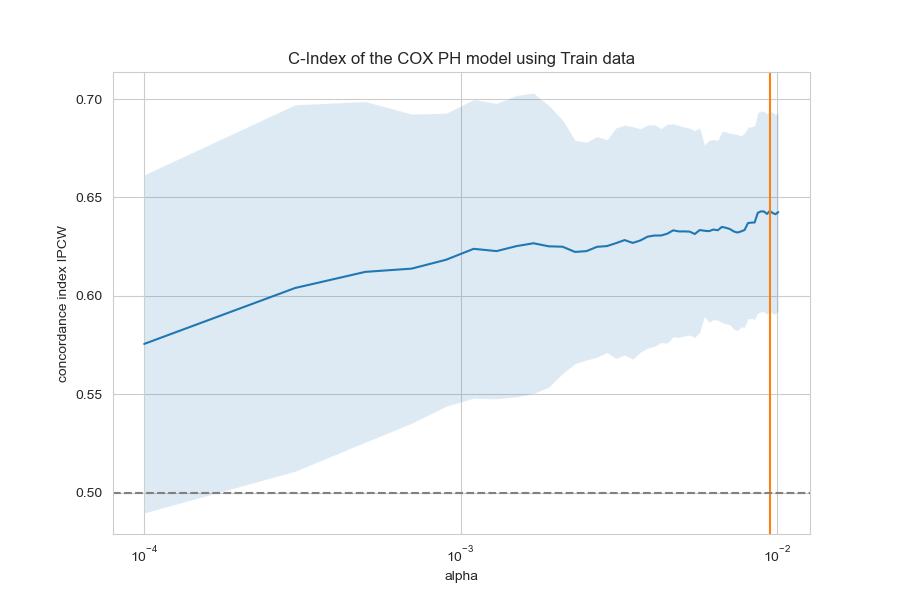 C-Index of the COX PH model using Train data
concordance index IPCW
0.70
0.65
0.60
0.55
0.50
10⁻⁴ 10⁻³ 10⁻²
alpha